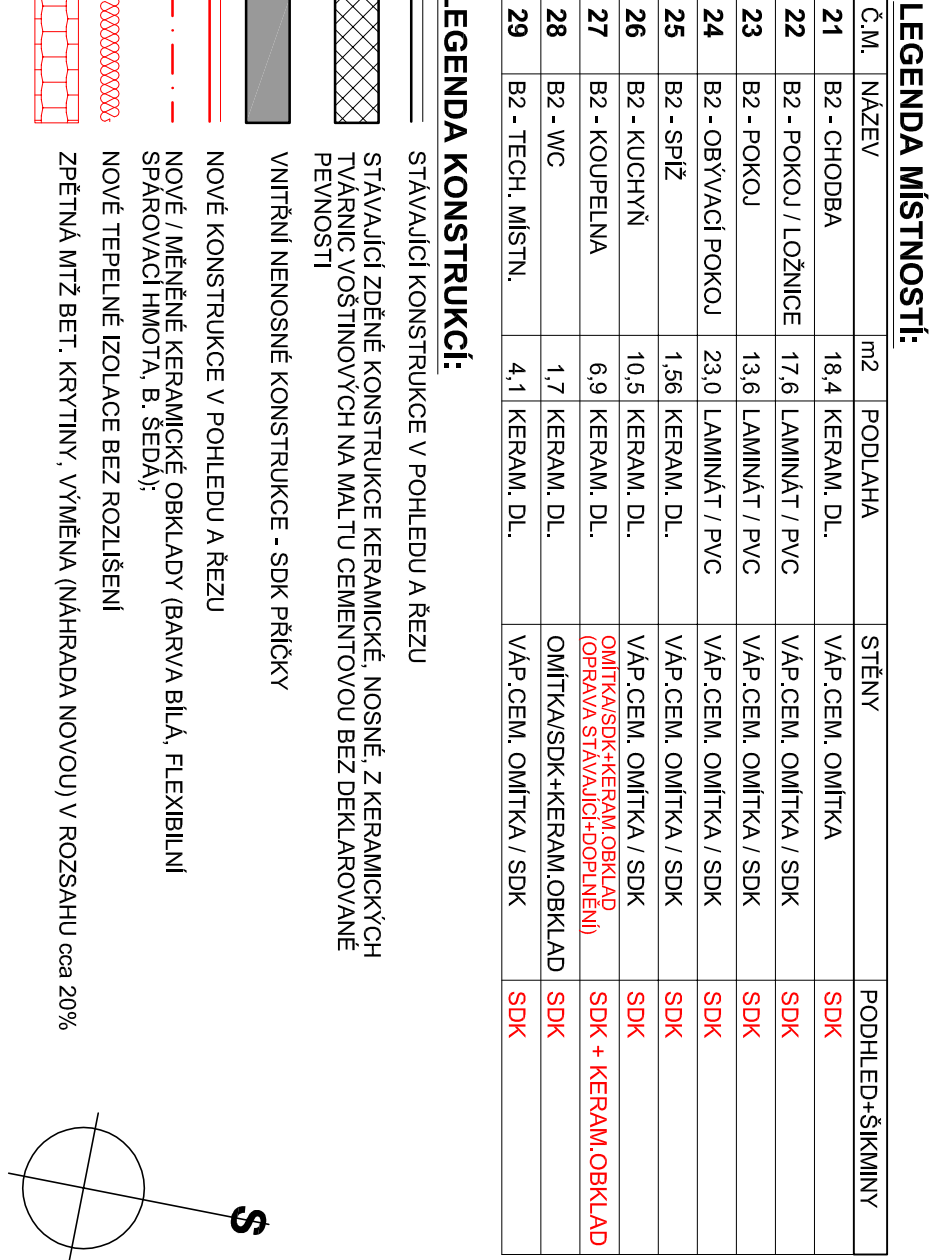 LEGENDA MÍSTNOSTÍ:
Č.M. NÁZEV m2 PODLAHA STĚNY PODHLED+ŠIKMINY
21 B2 - CHODBA 18,4 KERAM. DL. VÁP.CEM. OMÍTKA SDK
22 B2 - POKOJ / LOŽNICE 17,6 LAMINÁT / PVC VÁP.CEM. OMÍTKA / SDK SDK
23 B2 - POKOJ 13,6 LAMINÁT / PVC VÁP.CEM. OMÍTKA / SDK SDK
24 B2 - OBÝVACÍ POKOJ 23,0 LAMINÁT / PVC VÁP.CEM. OMÍTKA / SDK SDK
25 B2 - SPÍŽ 1,56 KERAM. DL. VÁP.CEM. OMÍTKA / SDK SDK
26 B2 - KUCHYŇ 10,5 KERAM. DL. VÁP.CEM. OMÍTKA / SDK SDK
27 B2 - KOUPELNA 6,9 KERAM. DL. OMÍTKA/SDK+KERAM.OBKLAD SDK + KERAM.OBKLAD
(OPRAVA STÁVAJÍCÍ+DOPLNĚNÍ)
28 B2 - WC 1,7 KERAM. DL. OMÍTKA/SDK+KERAM.OBKLAD SDK
29 B2 - TECH. MÍSTN. 4,1 KERAM. DL. VÁP.CEM. OMÍTKA / SDK SDK
LEGENDA KONSTRUKCÍ:
STÁVAJÍCÍ KONSTRUKCE V POHLEDU A ŘEZU
STÁVAJÍCÍ ZDĚNÉ KONSTRUKCE KERAMICKÉ, NOSNÉ, Z KERAMICKÝCH
TVÁRNIC VOŠTINOVÝCH NA MALTU CEMENTOVOU BEZ DEKLAROVANÉ
PEVNOSTI
VNITŘNÍ NENOSNÉ KONSTRUKCE - SDK PŘÍČKY
NOVÉ KONSTRUKCE V POHLEDU A ŘEZU
NOVÉ / MĚNĚNÉ KERAMICKÉ OBKLADY (BARVA BÍLÁ, FLEXIBILNÍ
SPÁROVACÍ HMOTA, B. ŠEDÁ);
NOVÉ TEPELNÉ IZOLACE BEZ ROZLIŠENÍ
ZPĚTNÁ MTŽ BET. KRYTINY, VÝMĚNA (NÁHRADA NOVOU) V ROZSAHU cca 20%
S